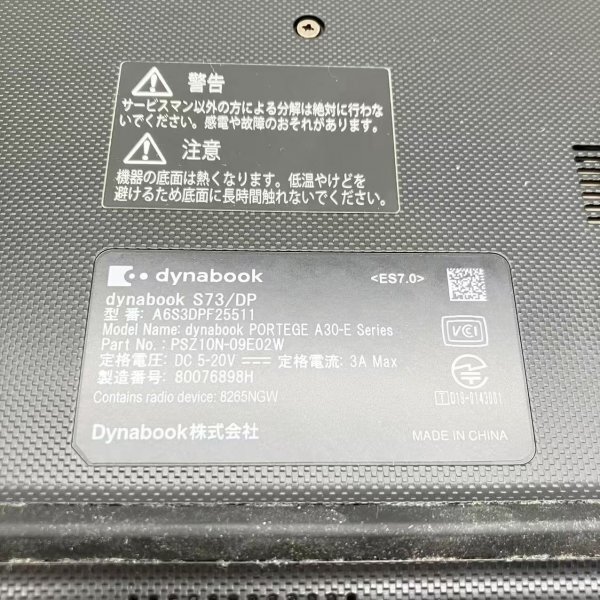 警告
サービスマン以外の方による分解は絶対に行わな
いでください。感電や故障のおそれがあります。
注意
機器の底面は熱くなります。低温やけどを
避けるため底面に長時間触れないでください。
dynabook <ES7.0>
dynabook S73/DP
型 番: A6S3DPF25511
Model Name: dynabook PORTEGE A30-E Series
Part No. : PSZ10N-09E02W
VCI
定格電圧: DC 5-20V 定格電流: 3A Max
製造番号: 80076898H
Contains radio device: 8265NGW
T D18-0143001
Dynabook株式会社
MADE IN CHINA